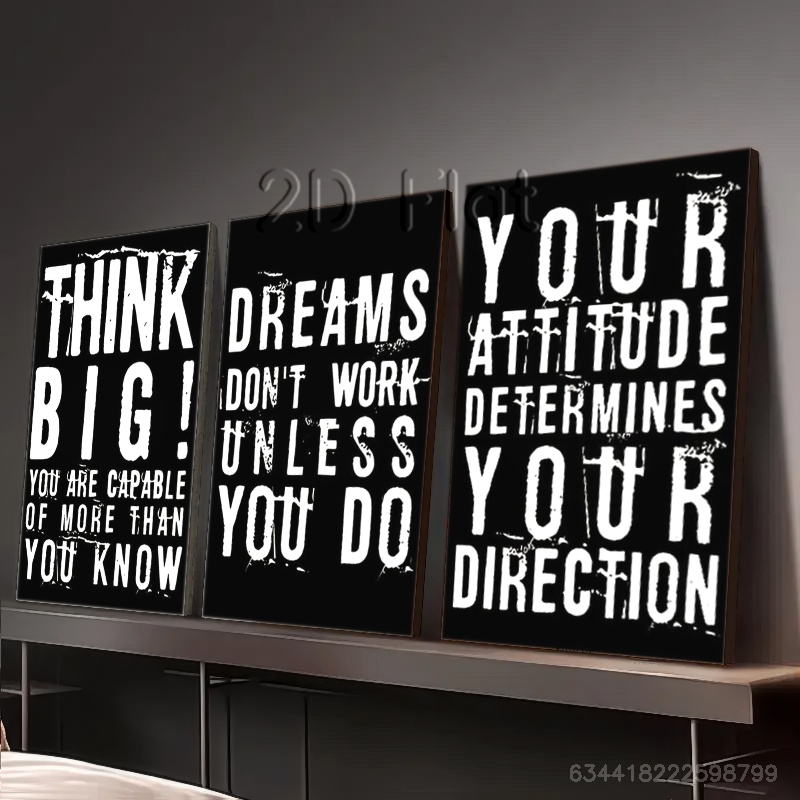 2D Flat
THINK
BIG!
YOU ARE CAPABLE
OF MORE THAN
YOU KNOW
DREAMS
DON'T WORK
UNLESS
YOU DO
YOUR
ATTITUDE
DETERMINES
YOUR
DIRECTION
634418222598799